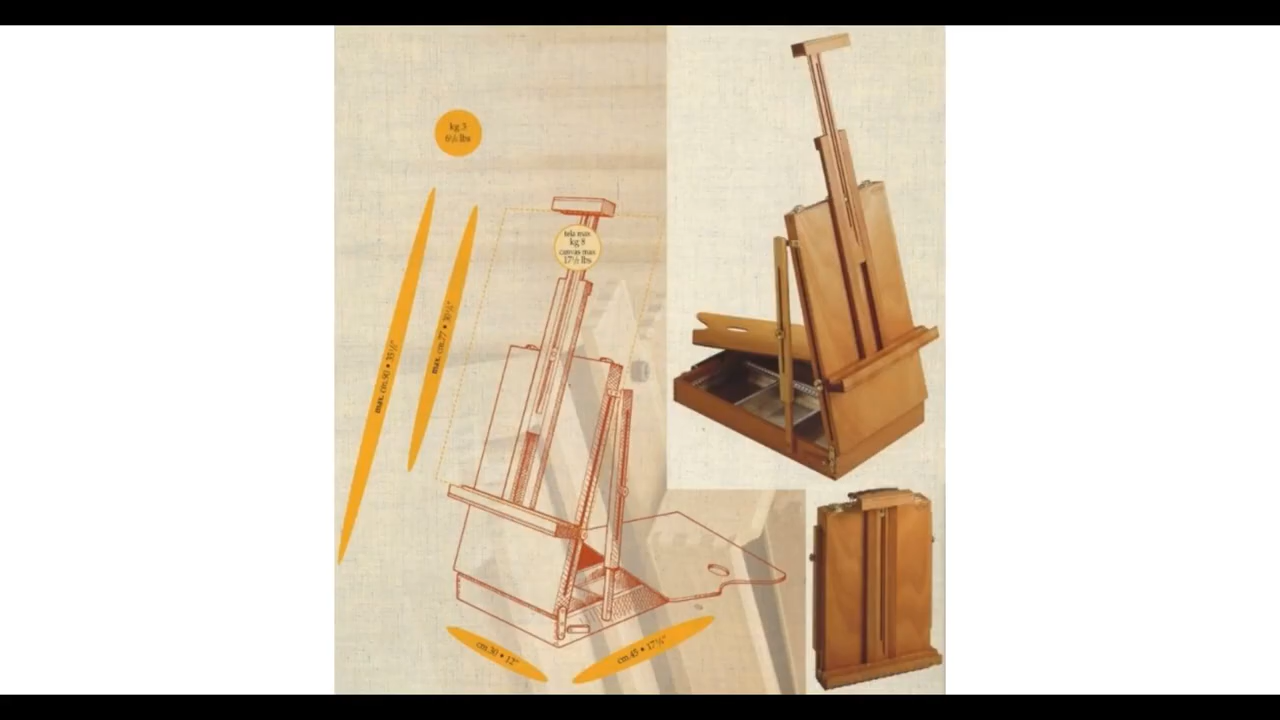 kg 3
6½ lbs
tela max
kg 8
canvas max
17½ lbs
max. cm.77 • 30¼"
max. cm.90 • 35½"
cm.30 • 12"
cm.45 • 17¾"